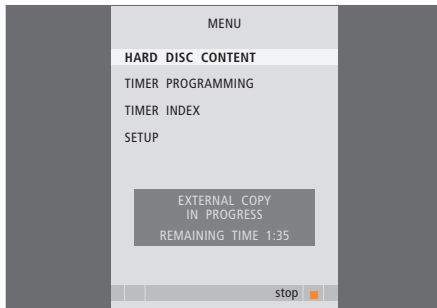 MENU
HARD DISC CONTENT
TIMER PROGRAMMING
TIMER INDEX
SETUP
EXTERNAL COPY
IN PROGRESS
REMAINING TIME 1:35
stop